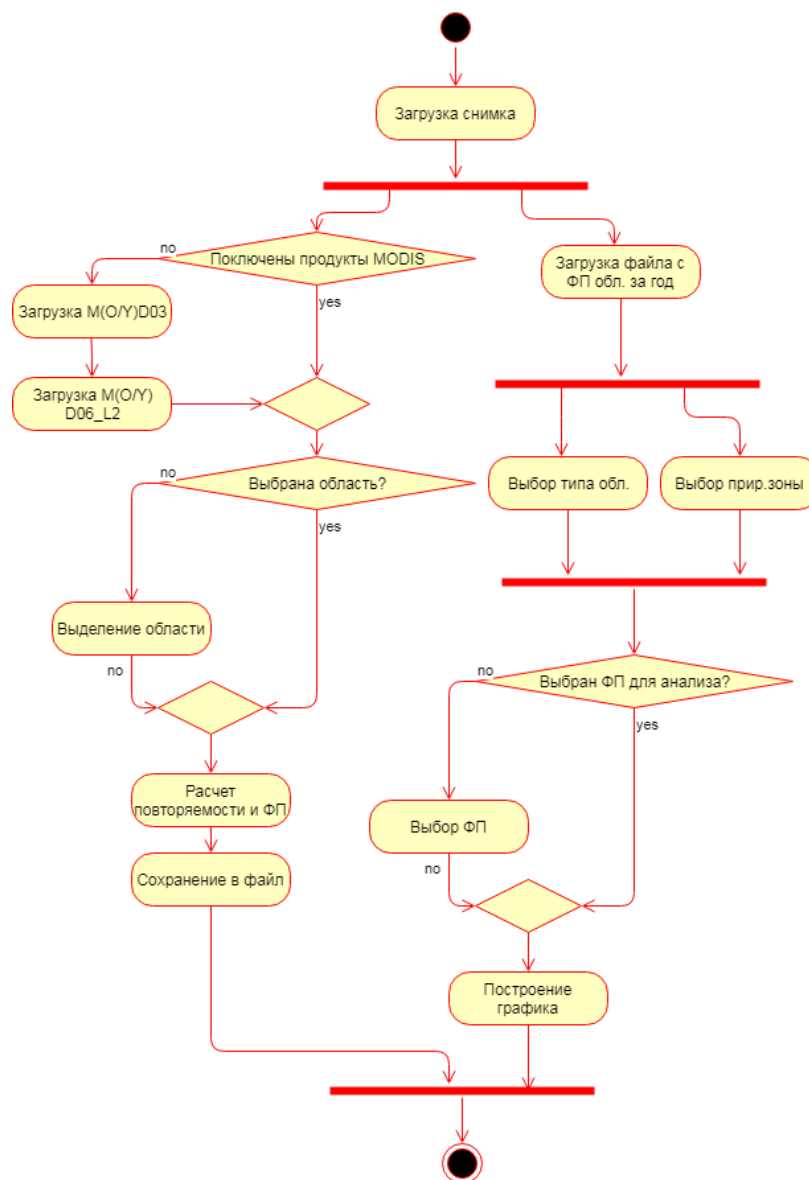 Загрузка снимка
no
Поключены продукты MODIS
Загрузка файла с
ФП обл. за год
yes
Загрузка M(O/Y)D03
Загрузка M(O/Y)
D06_L2
no
Выбрана область?
Выбор типа обл.
Выбор прир.зоны
yes
Выделение области
no
no
Выбран ФП для анализа?
yes
Расчет
повторяемости и ФП
Выбор ФП
no
Сохранение в файл
Построение
графика